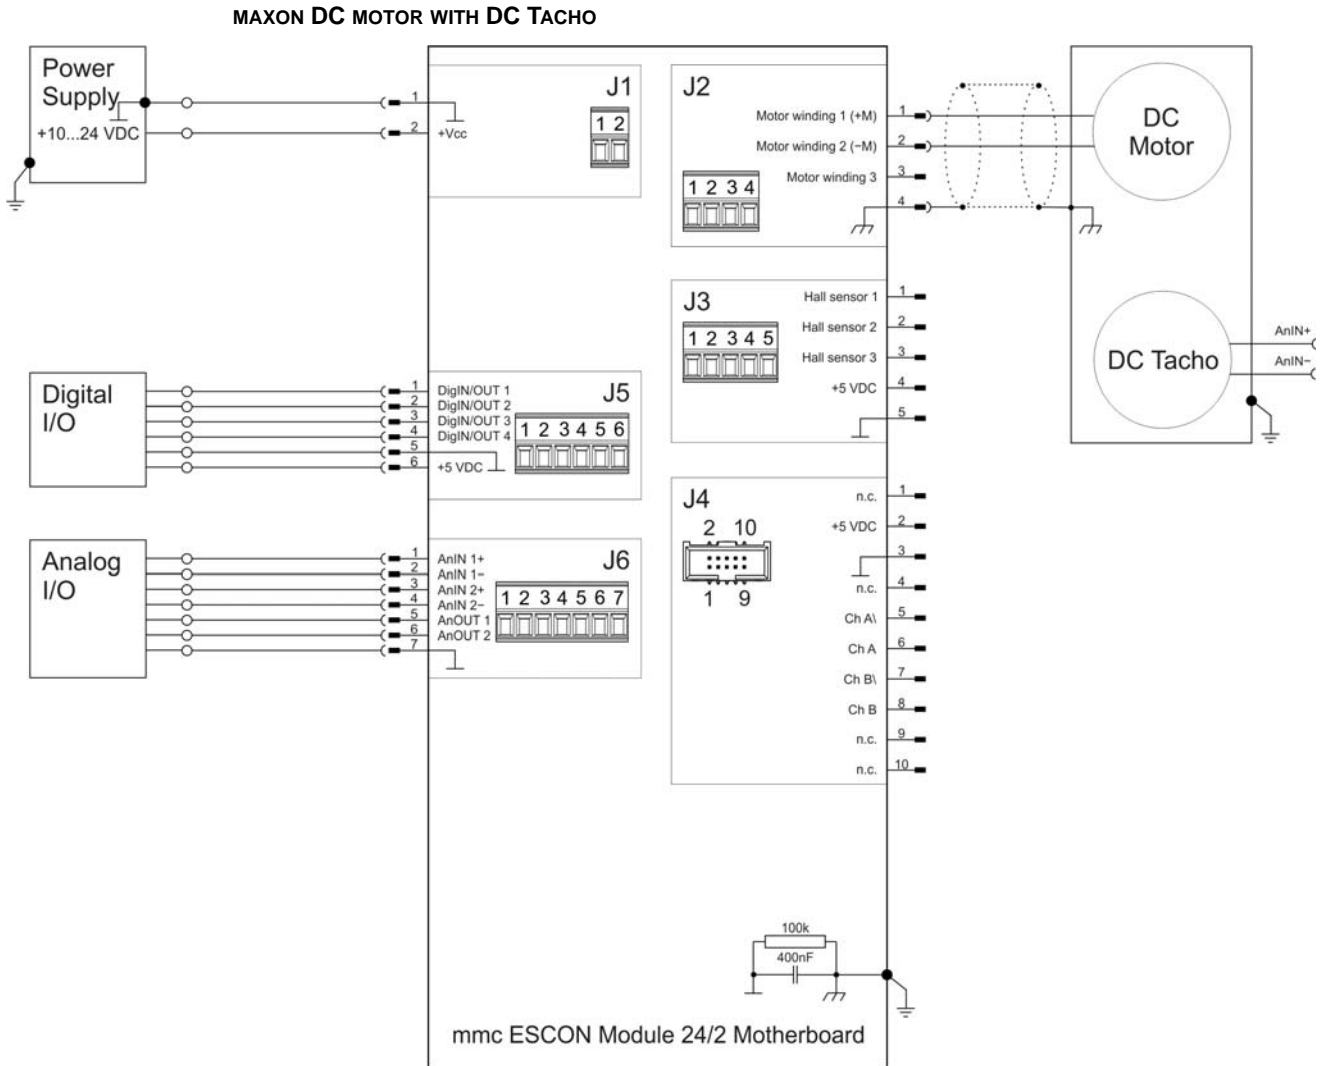 MAXON DC MOTOR WITH DC TACHO
Power
Supply
+10...24 VDC
1
2
+Vcc
J1
1 2
J2
Motor winding 1 (+M)
1
Motor winding 2 (−M)
2
Motor winding 3
3
4
1 2 3 4
DC
Motor
J3
1 2 3 4 5
Hall sensor 1
1
Hall sensor 2
2
Hall sensor 3
3
+5 VDC
4
5
DC Tacho
AnIN+
AnIN−
Digital
I/O
1
DigIN/OUT 1
2
DigIN/OUT 2
3
DigIN/OUT 3
4
DigIN/OUT 4
5
6
+5 VDC
J5
1 2 3 4 5 6
J4
2 10
1 9
n.c.
1
+5 VDC
2
3
n.c.
4
Ch A\
5
Ch A
6
Ch B\
7
Ch B
8
n.c.
9
n.c.
10
Analog
I/O
1
AnIN 1+
2
AnIN 1−
3
AnIN 2+
4
AnIN 2−
5
AnOUT 1
6
AnOUT 2
7
J6
1 2 3 4 5 6 7
100k
400nF
mmc ESCON Module 24/2 Motherboard